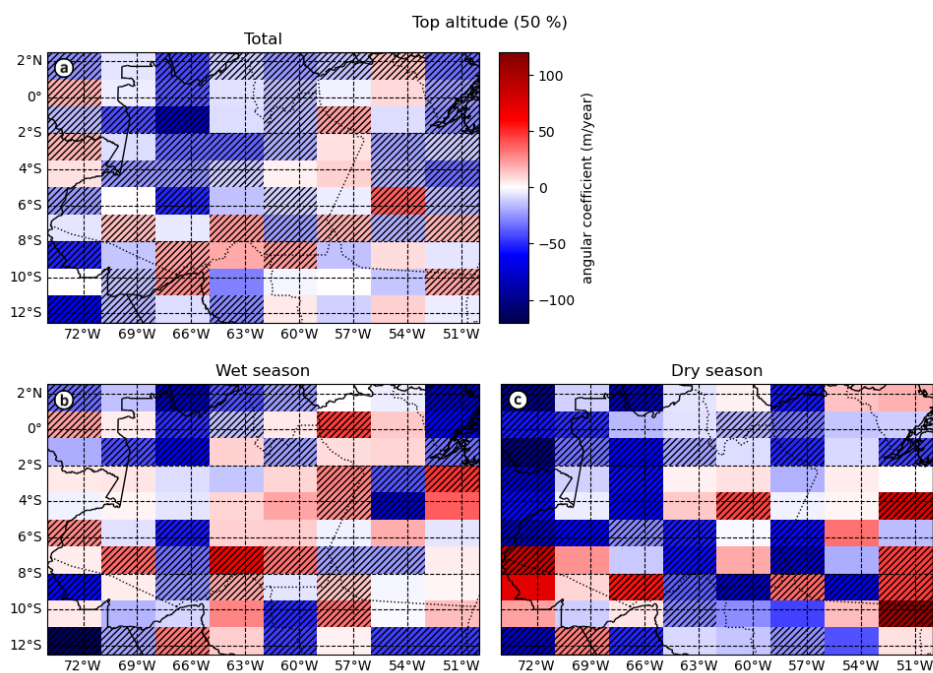 Top altitude (50 %)
Total
a
2°N
0°
2°S
4°S
6°S
8°S
10°S
12°S
72°W 69°W 66°W 63°W 60°W 57°W 54°W 51°W
100
50
0
−50
−100
angular coefficient (m/year)
Wet season
b
2°N
0°
2°S
4°S
6°S
8°S
10°S
12°S
72°W 69°W 66°W 63°W 60°W 57°W 54°W 51°W
Dry season
c
72°W 69°W 66°W 63°W 60°W 57°W 54°W 51°W